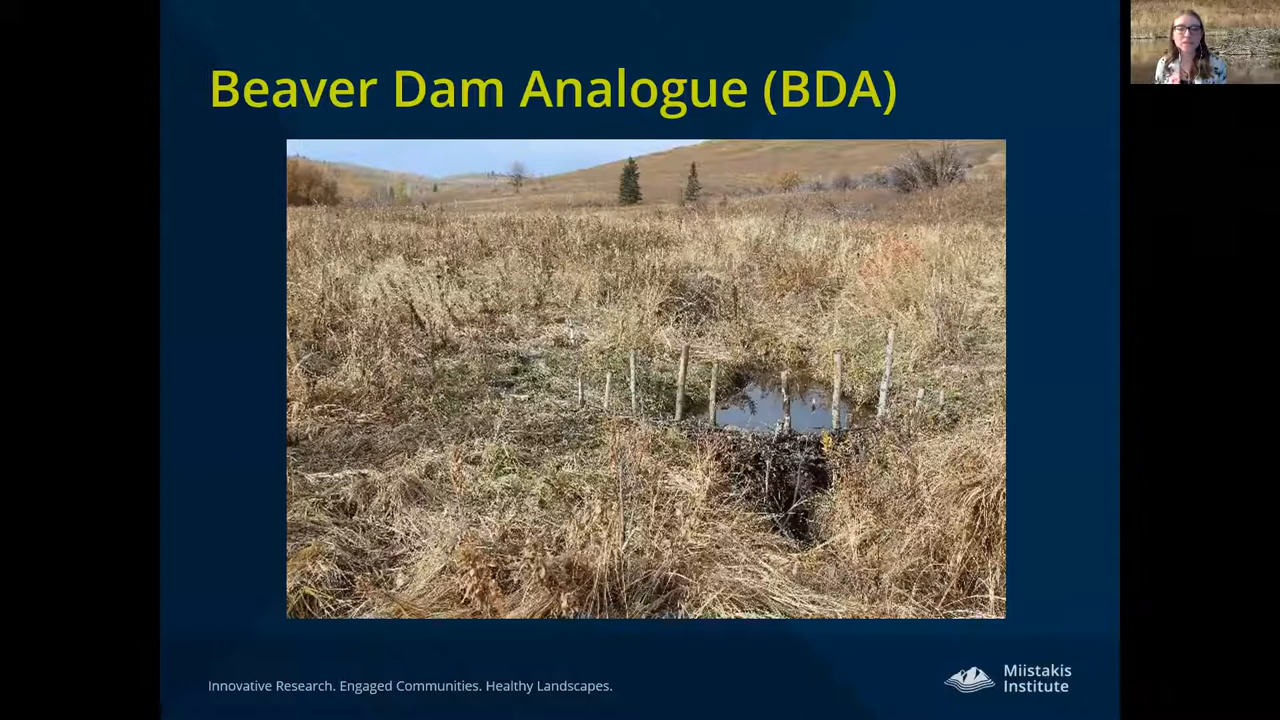 Beaver Dam Analogue (BDA)
Innovative Research. Engaged Communities. Healthy Landscapes.
Miistakis
Institute